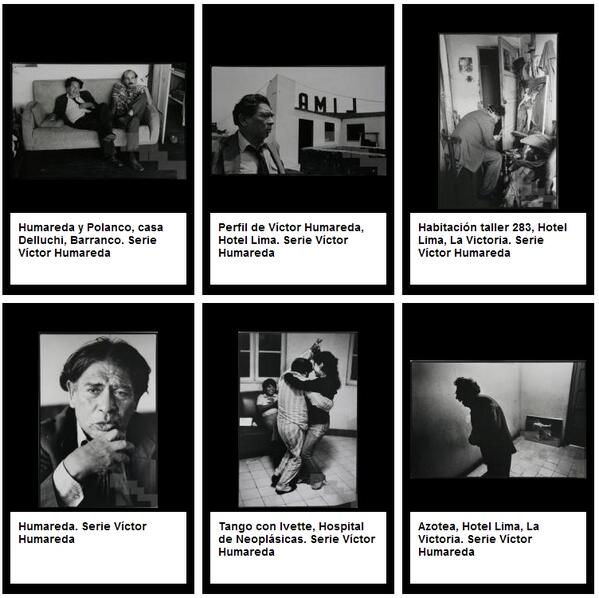 LIMA
Humareda y Polanco, casa
Delluchi, Barranco. Serie
Víctor Humareda
Perfil de Víctor Humareda,
Hotel Lima. Serie Víctor
Humareda
Habitación taller 283, Hotel
Lima, La Victoria. Serie
Víctor Humareda
Humareda. Serie Víctor
Humareda
Tango con Ivette, Hospital
de Neoplásicas. Serie Víctor
Humareda
Azotea, Hotel Lima, La
Victoria. Serie Víctor
Humareda